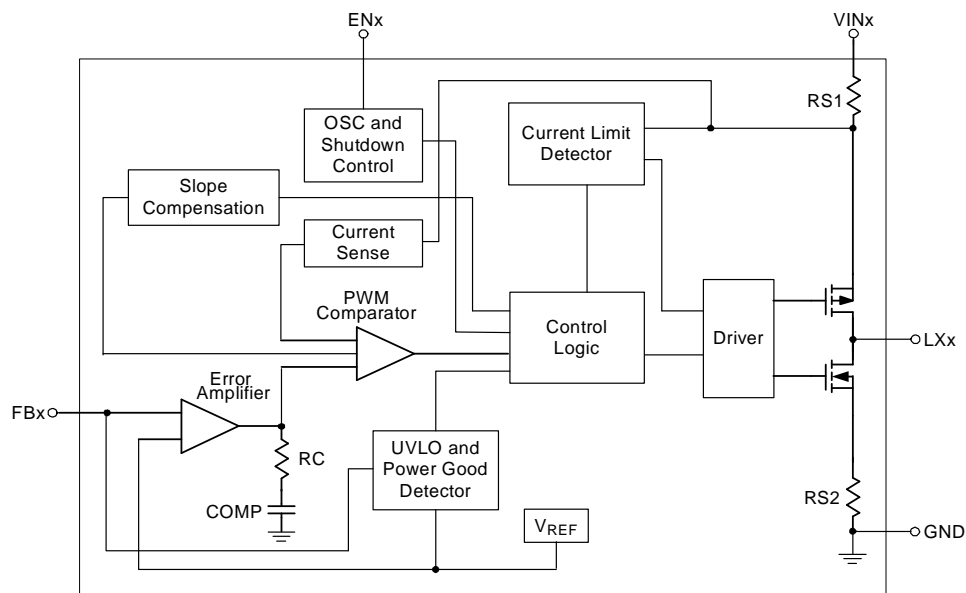 ENx
VINx
RS1
OSC and
Shutdown
Control
Current Limit
Detector
Slope
Compensation
Current
Sense
PWM
Comparator
Control
Logic
Driver
LXx
Error
Amplifier
FBx
RC
UVLO and
Power Good
Detector
COMP
RS2
VREF
GND